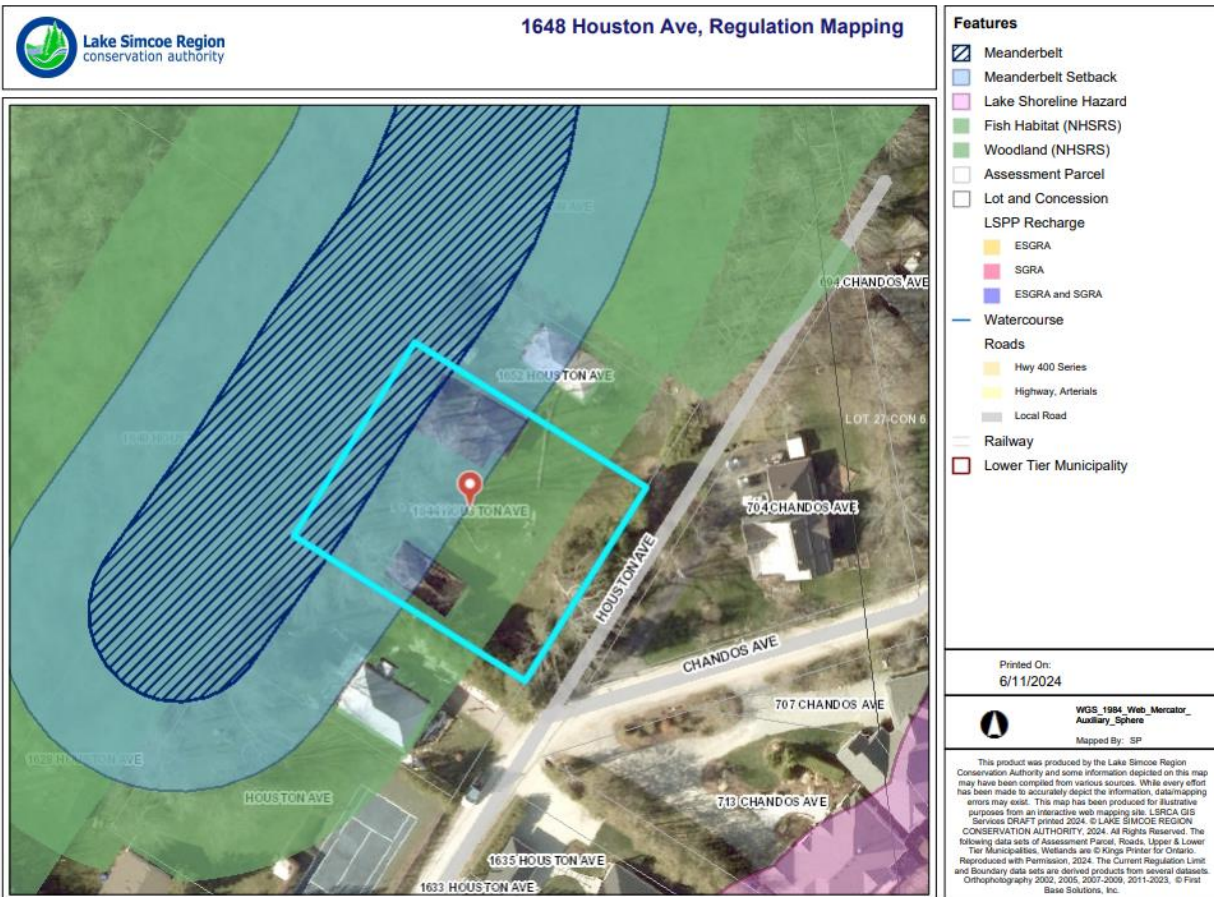 Lake Simcoe Region
conservation authority
1648 Houston Ave, Regulation Mapping
694 CHANDOS AVE
1652 HOUSTON AVE
LOT 27 CON 6
1644 HOUSTON AVE
704 CHANDOS AVE
HOUSTON AVE
CHANDOS AVE
707 CHANDOS AVE
1628 HOUSTON AVE
HOUSTON AVE
713 CHANDOS AVE
1635 HOUSTON AVE
1633 HOUSTON AVE
Features
Meanderbelt
Meanderbelt Setback
Lake Shoreline Hazard
Fish Habitat (NHSRS)
Woodland (NHSRS)
Assessment Parcel
Lot and Concession
LSPP Recharge
ESGRA
SGRA
ESGRA and SGRA
Watercourse
Roads
Hwy 400 Series
Highway, Arterials
Local Road
Railway
Lower Tier Municipality
Printed On:
6/11/2024
WGS_1984_Web_Mercator_
Auxiliary_Sphere
Mapped By: SP
This product was produced by the Lake Simcoe Region
Conservation Authority and some information depicted on this map
may have been compiled from various sources. While every effort
has been made to accurately depict the information, data/mapping
errors may exist. This map has been produced for illustrative
purposes from an interactive web mapping site. LSRCA GIS
Services DRAFT printed 2024. © LAKE SIMCOE REGION
CONSERVATION AUTHORITY, 2024. All Rights Reserved. The
following data sets of Assessment Parcel, Roads, Upper & Lower
Tier Municipalities, Wetlands are © Kings Printer for Ontario.
Reproduced with Permission, 2024. The Current Regulation Limit
and Boundary data sets are derived products from several datasets.
Orthophotography 2002, 2005, 2007-2009, 2011-2023, © First
Base Solutions, Inc.